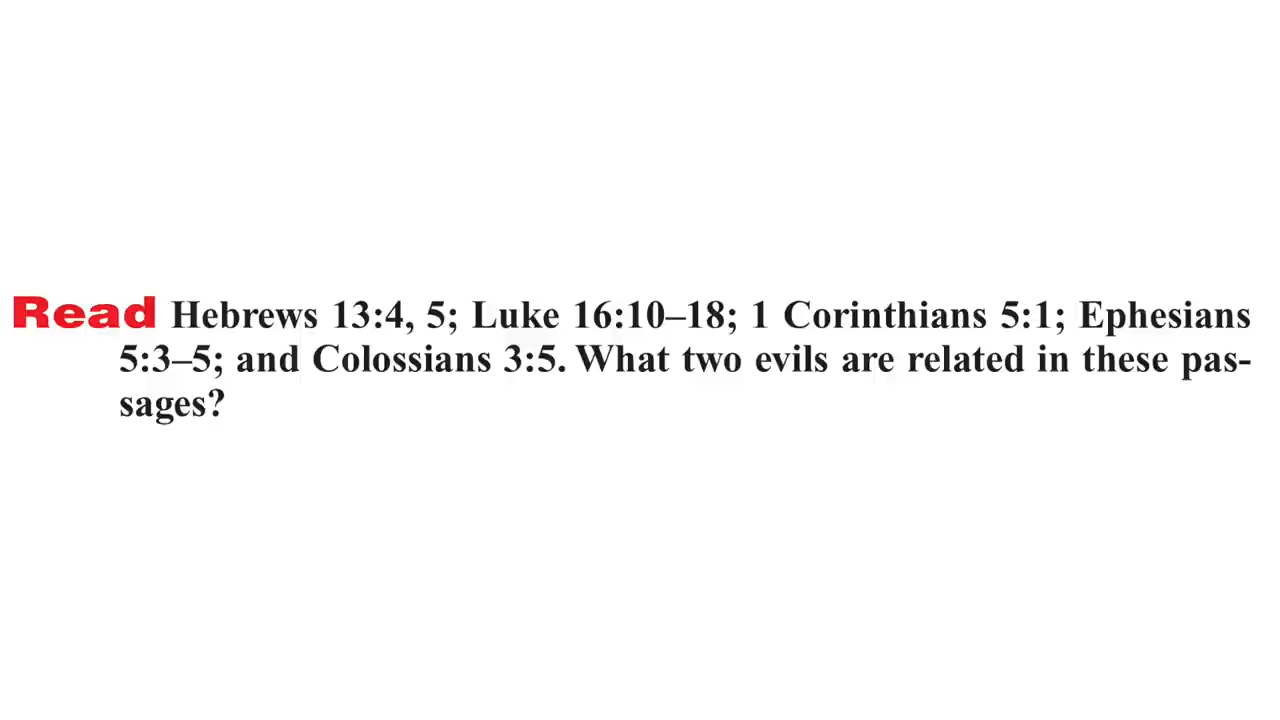 Read Hebrews 13:4, 5; Luke 16:10–18; 1 Corinthians 5:1; Ephesians
5:3–5; and Colossians 3:5. What two evils are related in these pas-
sages?